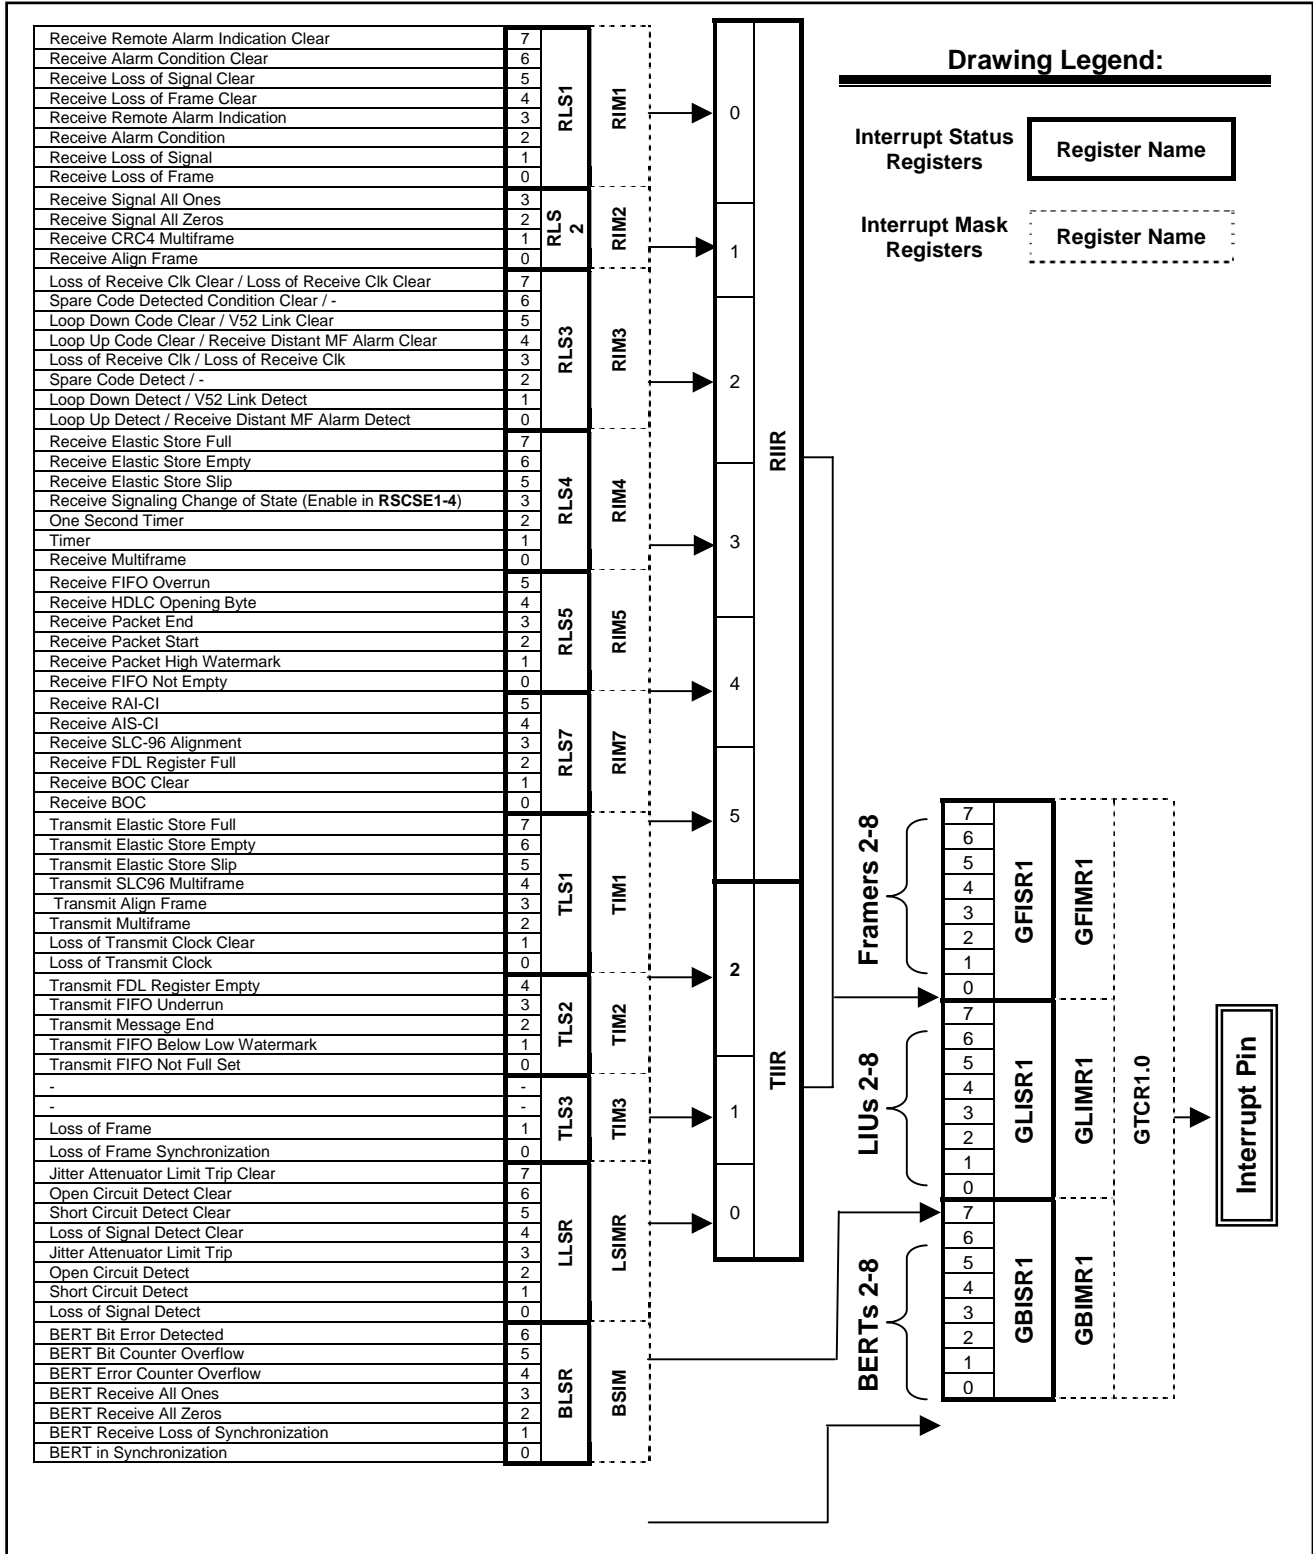 Receive Remote Alarm Indication Clear 7
Receive Alarm Condition Clear 6
Receive Loss of Signal Clear 5
Receive Loss of Frame Clear 4
Receive Remote Alarm Indication 3
Receive Alarm Condition 2
Receive Loss of Signal 1
Receive Loss of Frame 0
RLS1
RIM1
Receive Signal All Ones 3
Receive Signal All Zeros 2
Receive CRC4 Multiframe 1
Receive Align Frame 0
RLS
2
RIM2
Loss of Receive Clk Clear / Loss of Receive Clk Clear 7
Spare Code Detected Condition Clear / - 6
Loop Down Code Clear / V52 Link Clear 5
Loop Up Code Clear / Receive Distant MF Alarm Clear 4
Loss of Receive Clk / Loss of Receive Clk 3
Spare Code Detect / - 2
Loop Down Detect / V52 Link Detect 1
Loop Up Detect / Receive Distant MF Alarm Detect 0
RLS3
RIM3
Receive Elastic Store Full 7
Receive Elastic Store Empty 6
Receive Elastic Store Slip 5
Receive Signaling Change of State (Enable in RSCSE1-4) 3
One Second Timer 2
Timer 1
Receive Multiframe 0
RLS4
RIM4
Receive FIFO Overrun 5
Receive HDLC Opening Byte 4
Receive Packet End 3
Receive Packet Start 2
Receive Packet High Watermark 1
Receive FIFO Not Empty 0
RLS5
RIM5
Receive RAI-CI 5
Receive AIS-CI 4
Receive SLC-96 Alignment 3
Receive FDL Register Full 2
Receive BOC Clear 1
Receive BOC 0
RLS7
RIM7
Transmit Elastic Store Full 7
Transmit Elastic Store Empty 6
Transmit Elastic Store Slip 5
Transmit SLC96 Multiframe 4
Transmit Align Frame 3
Transmit Multiframe 2
Loss of Transmit Clock Clear 1
Loss of Transmit Clock 0
TLS1
TIM1
Transmit FDL Register Empty 4
Transmit FIFO Underrun 3
Transmit Message End 2
Transmit FIFO Below Low Watermark 1
Transmit FIFO Not Full Set 0
TLS2
TIM2
- -
- -
Loss of Frame 1
Loss of Frame Synchronization 0
TLS3
TIM3
Jitter Attenuator Limit Trip Clear 7
Open Circuit Detect Clear 6
Short Circuit Detect Clear 5
Loss of Signal Detect Clear 4
Jitter Attenuator Limit Trip 3
Open Circuit Detect 2
Short Circuit Detect 1
Loss of Signal Detect 0
LLSR
LSIMR
BERT Bit Error Detected 6
BERT Bit Counter Overflow 5
BERT Error Counter Overflow 4
BERT Receive All Ones 3
BERT Receive All Zeros 2
BERT Receive Loss of Synchronization 1
BERT in Synchronization 0
BLSR
BSIM
0
1
2
3
4
5
RIIR
2
1
0
TIIR
Drawing Legend:
Interrupt Status
Registers
Register Name
Interrupt Mask
Registers
Register Name
Framers 2-8
7
6
5
4
3
2
1
0
GFISR1
GFIMR1
LIUs 2-8
7
6
5
4
3
2
1
0
GLISR1
GLIMR1
BERTs 2-8
7
6
5
4
3
2
1
0
GBISR1
GBIMR1
GTCR1.0
Interrupt Pin